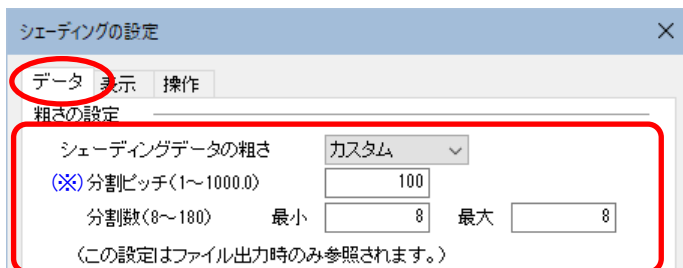 シェーディングの設定
データ 表示 操作
粗さの設定
シェーディングデータの粗さ カスタム
(※)分割ピッチ(1～1000.0) 100
分割数(8～180) 最小 8 最大 8
(この設定はファイル出力時のみ参照されます。)